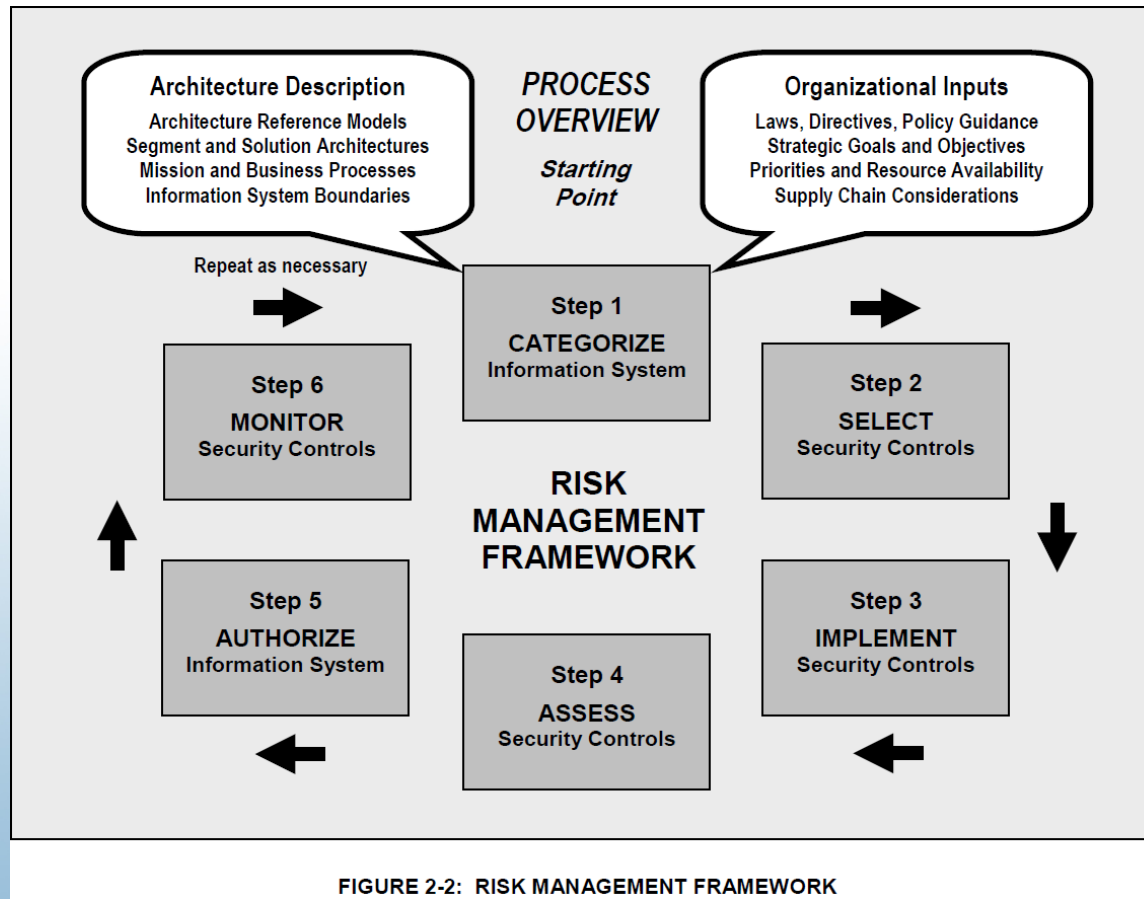 Architecture Description
Architecture Reference Models
Segment and Solution Architectures
Mission and Business Processes
Information System Boundaries
PROCESS
OVERVIEW
Starting
Point
Organizational Inputs
Laws, Directives, Policy Guidance
Strategic Goals and Objectives
Priorities and Resource Availability
Supply Chain Considerations
Repeat as necessary
Step 1
CATEGORIZE
Information System
Step 2
SELECT
Security Controls
Step 3
IMPLEMENT
Security Controls
Step 4
ASSESS
Security Controls
Step 5
AUTHORIZE
Information System
Step 6
MONITOR
Security Controls
RISK
MANAGEMENT
FRAMEWORK
FIGURE 2-2: RISK MANAGEMENT FRAMEWORK